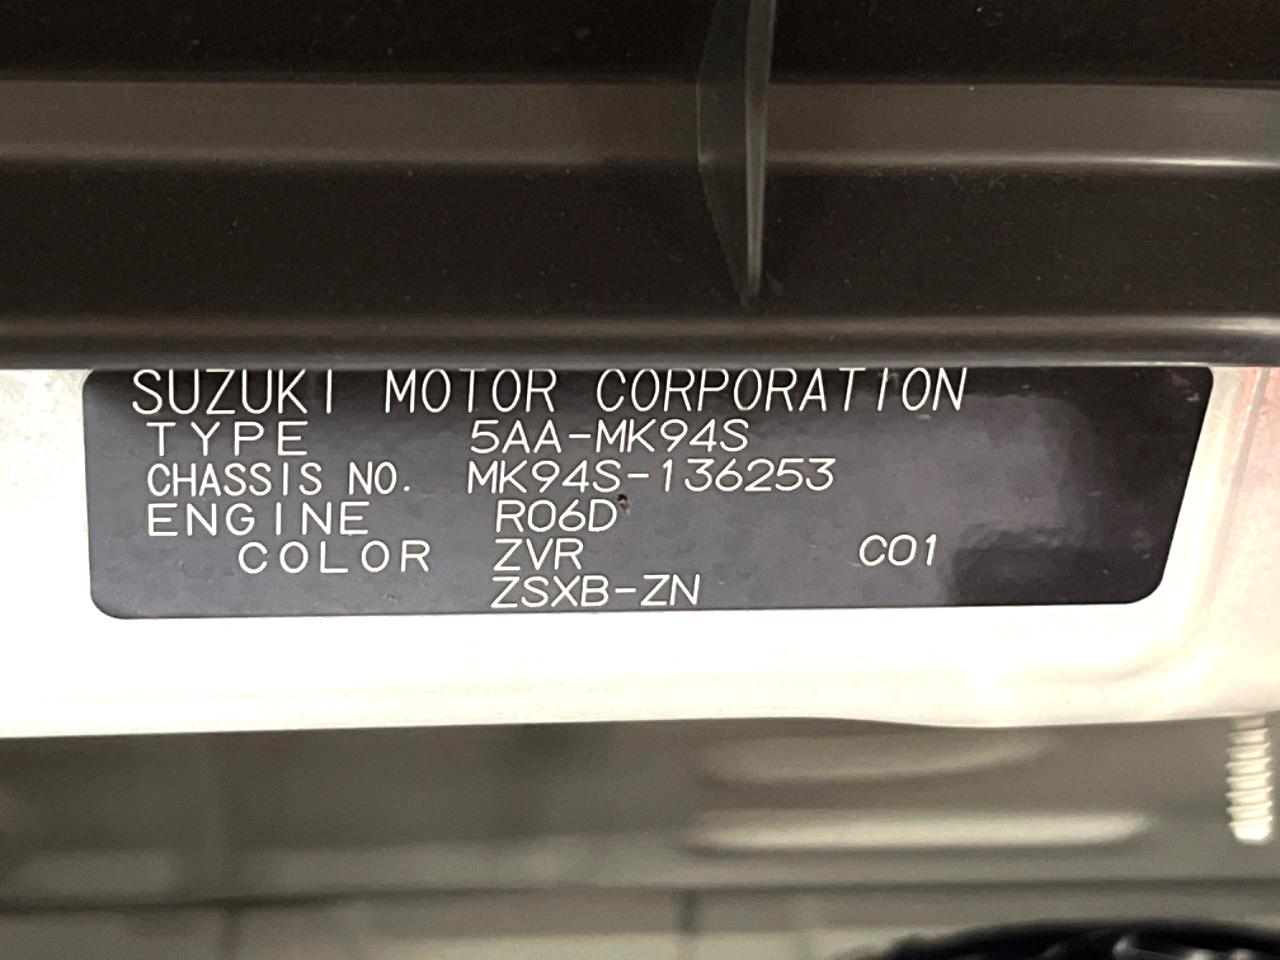 SUZUKI MOTOR CORPORATION
TYPE 5AA-MK94S
CHASSIS NO. MK94S-136253
ENGINE R06D
COLOR ZVR C01
ZSXB-ZN